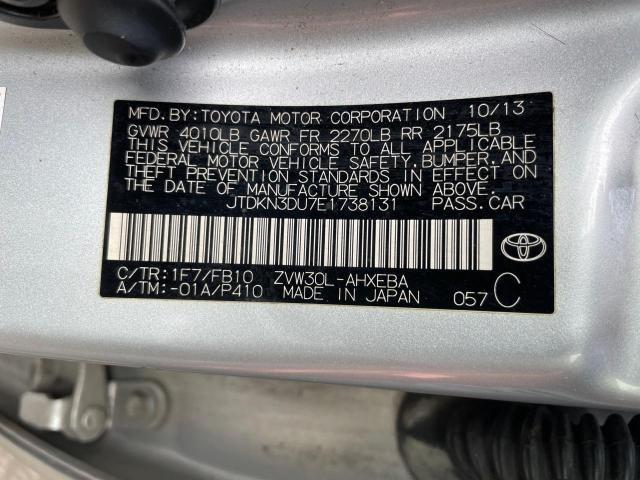 MFD.BY:TOYOTA MOTOR CORPORATION 10/13
GVWR 4010LB GAWR FR 2270LB RR 2175LB
THIS VEHICLE CONFORMS TO ALL APPLICABLE
FEDERAL MOTOR VEHICLE SAFETY, BUMPER, AND
THEFT PREVENTION STANDARDS IN EFFECT ON
THE DATE OF MANUFACTURE SHOWN ABOVE.
JTDKN3DU7E1738131 PASS.CAR
C/TR:1F7/FB10 ZVW30L-AHXEBA
A/TM:-01A/P410 MADE IN JAPAN 057 C